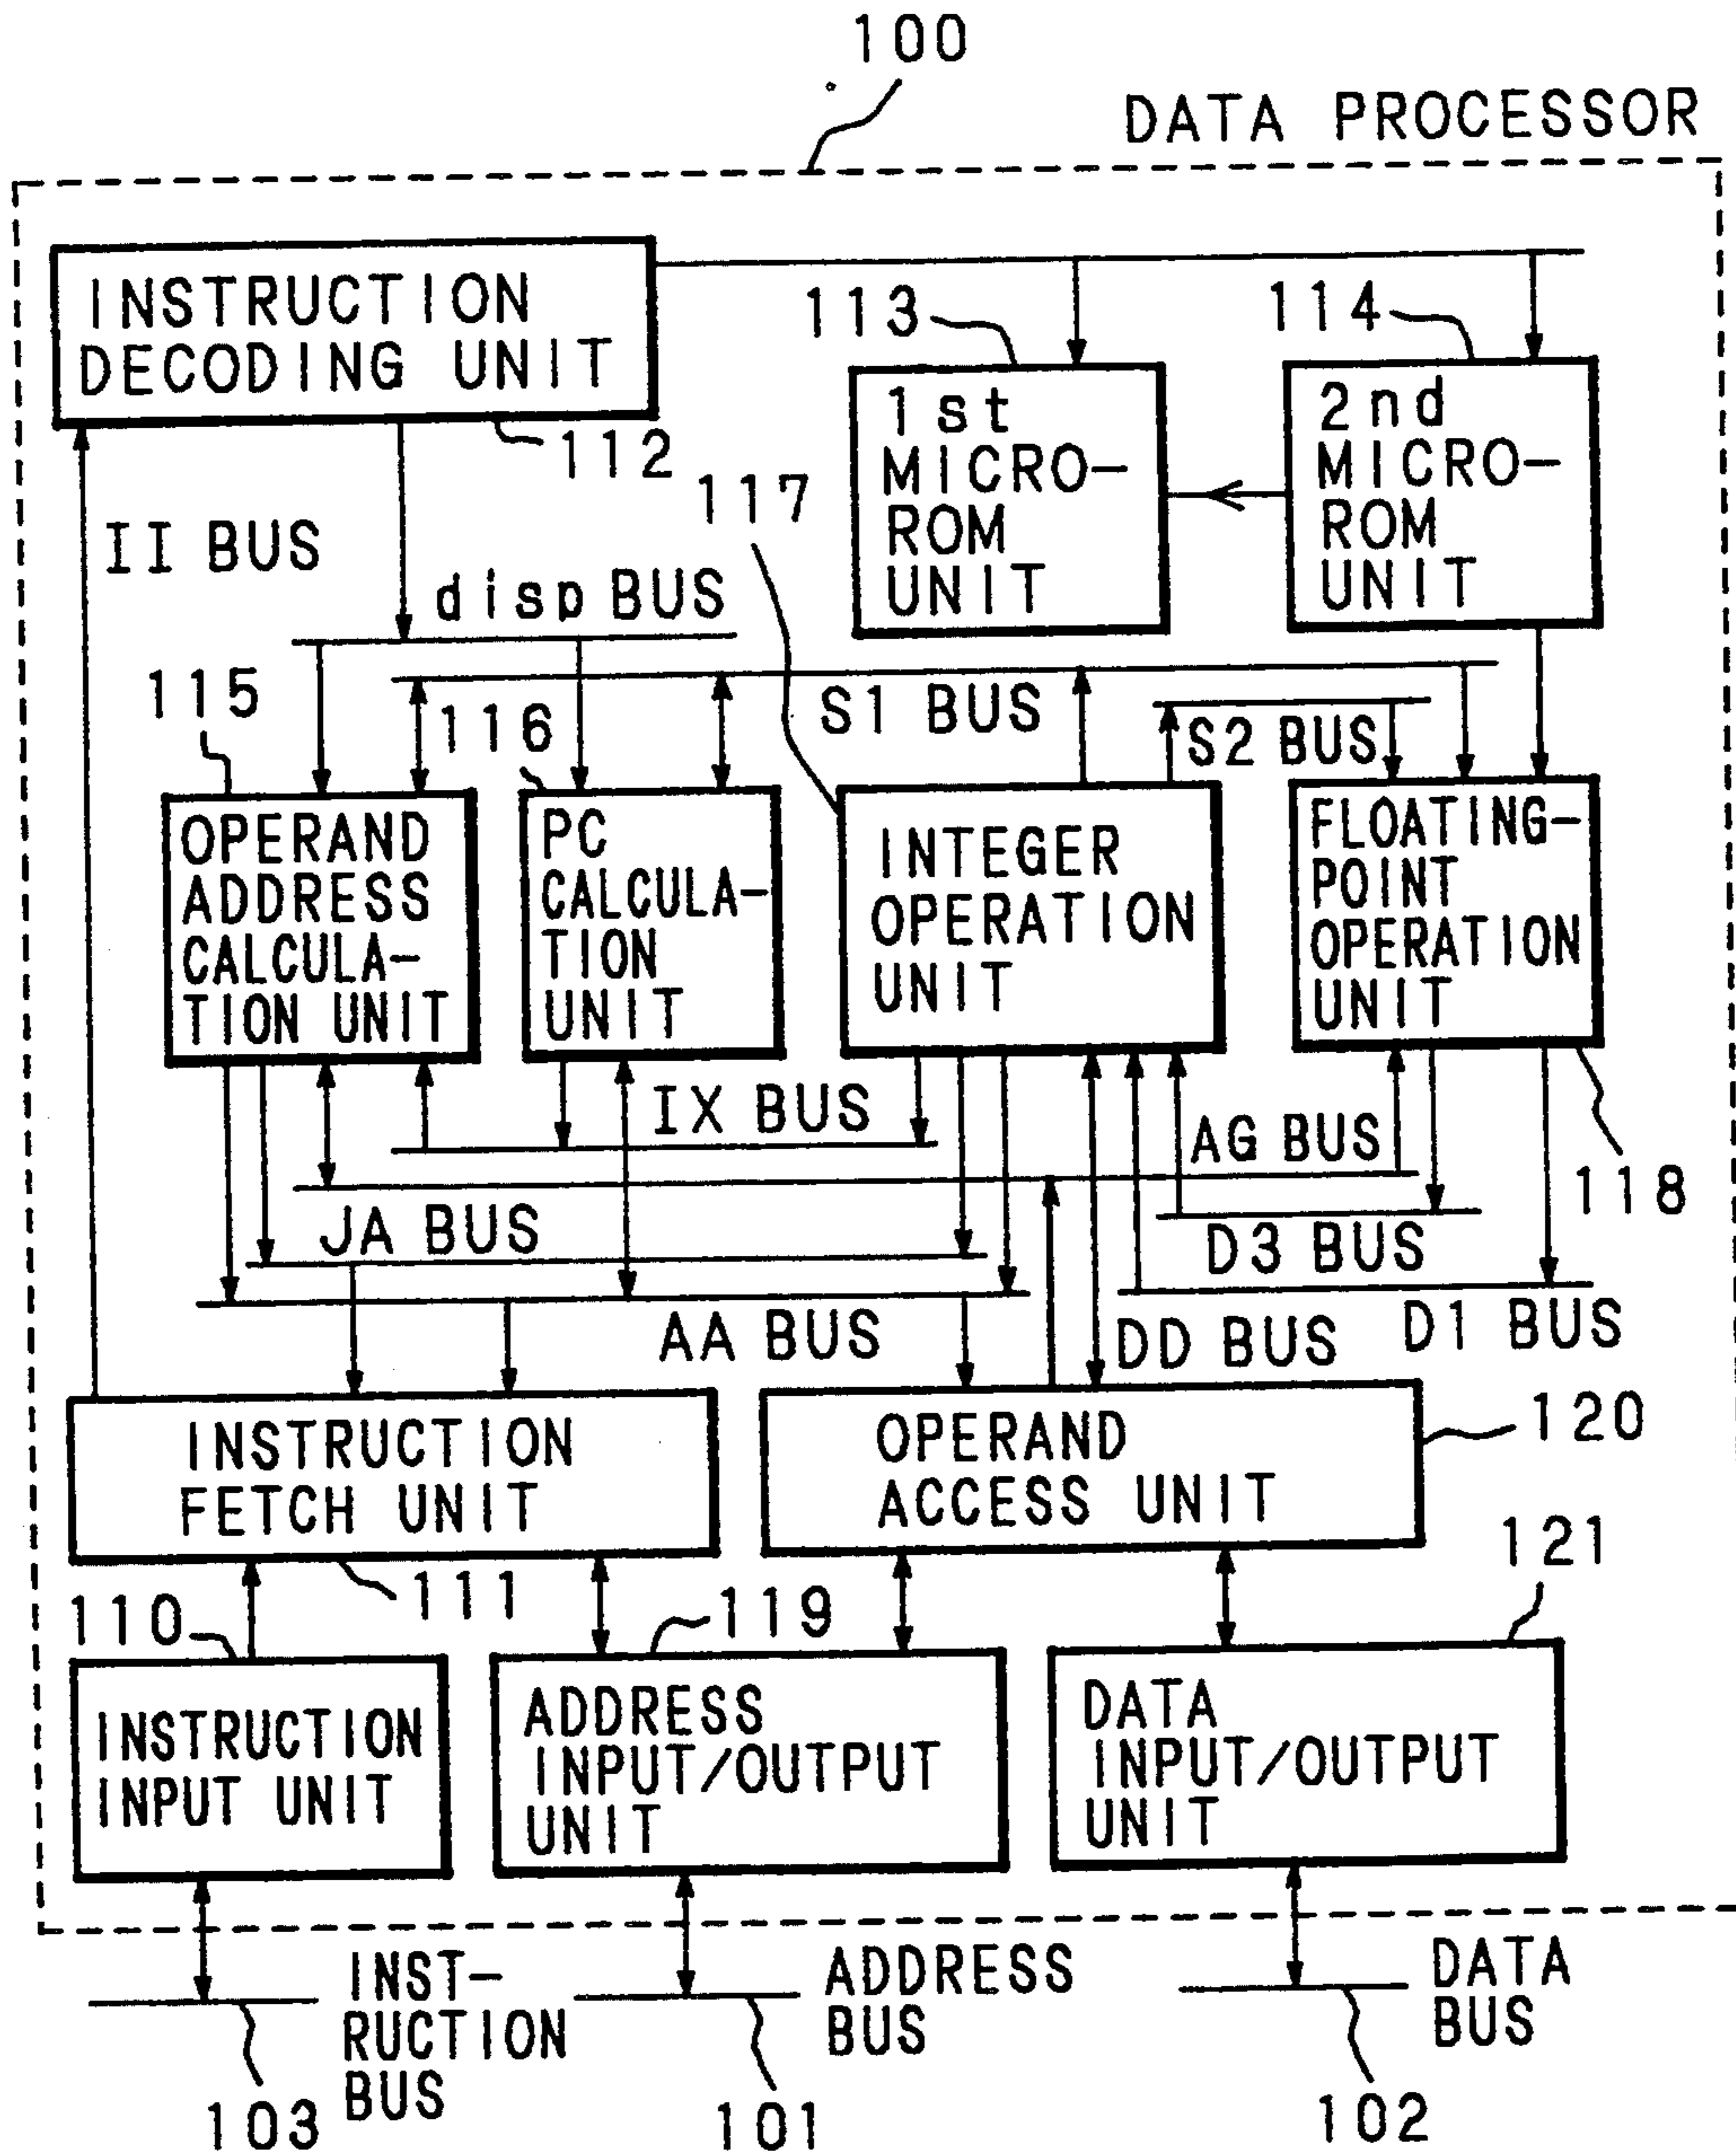 100
DATA PROCESSOR
INSTRUCTION
DECODING UNIT
112
113
1st
MICRO-
ROM
UNIT
114
2nd
MICRO-
ROM
UNIT
II BUS
disp BUS
117
115
116
S1 BUS
S2 BUS
OPERAND
ADDRESS
CALCULA-
TION UNIT
PC
CALCULA-
TION
UNIT
INTEGER
OPERATION
UNIT
FLOATING-
POINT
OPERATION
UNIT
118
IX BUS
AG BUS
JA BUS
D3 BUS
AA BUS
DD BUS
D1 BUS
INSTRUCTION
FETCH UNIT
111
OPERAND
ACCESS UNIT
120
110
119
121
INSTRUCTION
INPUT UNIT
ADDRESS
INPUT/OUTPUT
UNIT
DATA
INPUT/OUTPUT
UNIT
INST-
RUCTION
BUS
103
ADDRESS
BUS
101
DATA
BUS
102